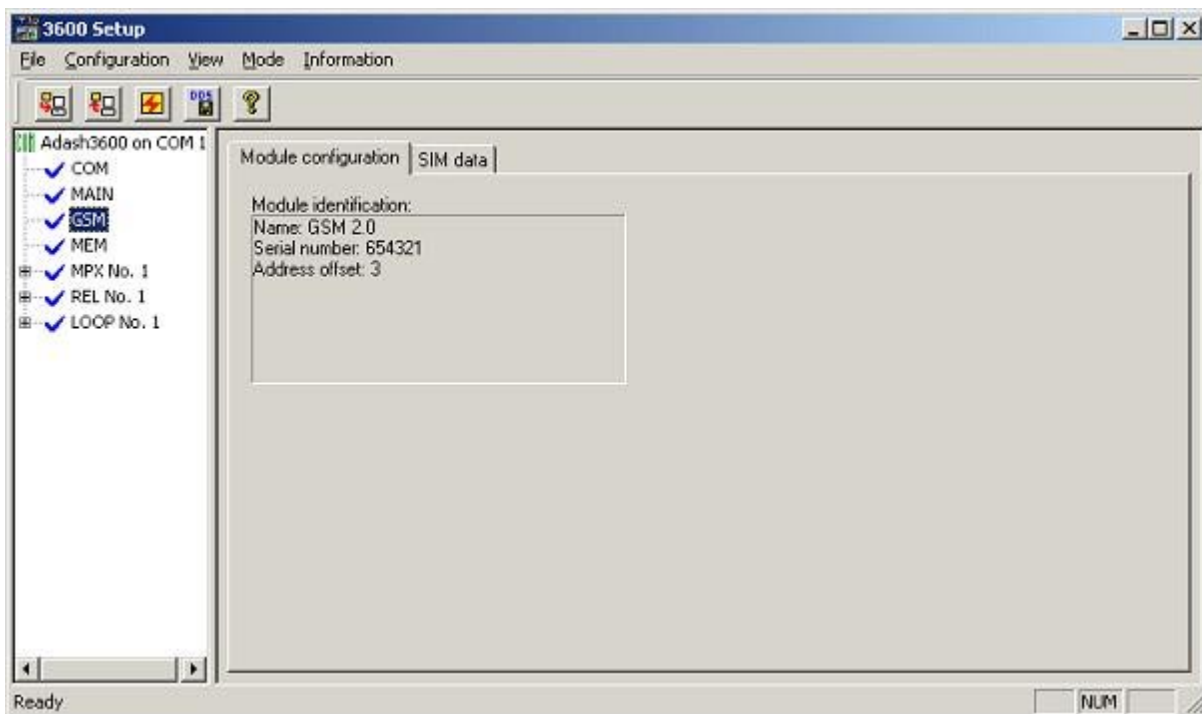 3600 Setup
File Configuration View Mode Information
DDS
Adash3600 on COM 1
COM
MAIN
GSM
MEM
MPX No. 1
REL No. 1
LOOP No. 1
Module configuration SIM data
Module identification:
Name: GSM 2.0
Serial number: 654321
Address offset: 3
Ready NUM